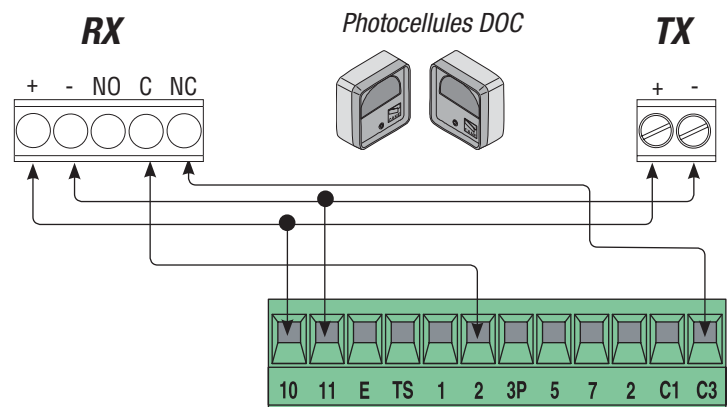 RX Photocellules DOC TX
+ - NO C NC + -
10 11 E TS 1 2 3P 5 7 2 C1 C3